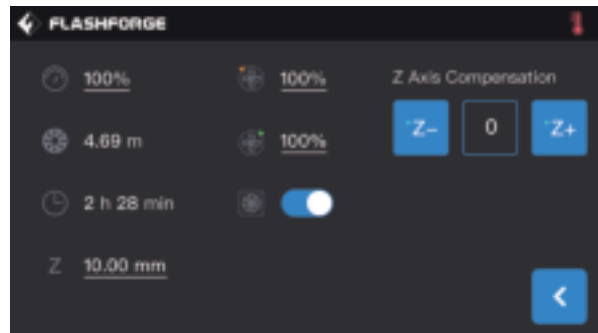 FLASHFORGE
100%
100%
Z Axis Compensation
4.69 m
100%
Z-
0
Z+
2 h 28 min
Z
10.00 mm